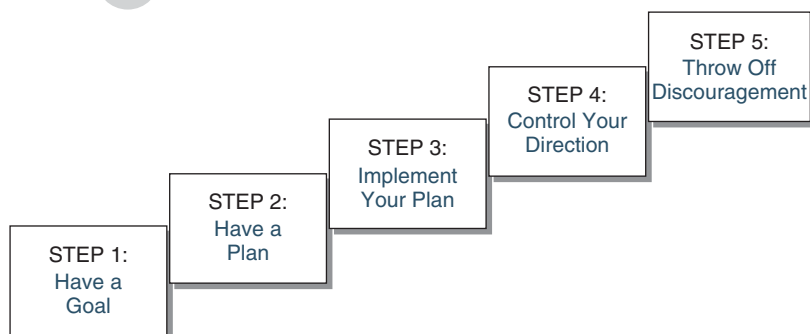 STEP 1:
Have a
Goal
STEP 2:
Have a
Plan
STEP 3:
Implement
Your Plan
STEP 4:
Control Your
Direction
STEP 5:
Throw Off
Discouragement